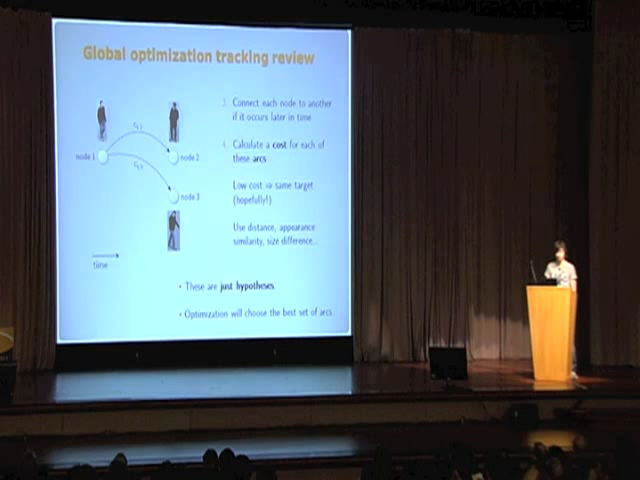 Global optimization tracking review
3. Connect each node to another
if it occurs later in time
4. Calculate a cost for each of
these arcs
node 1
node 2
Low cost ⇒ same target
(hopefully!)
node 3
Use distance, appearance
similarity, size difference...
time
• These are just hypotheses.
• Optimization will choose the best set of arcs